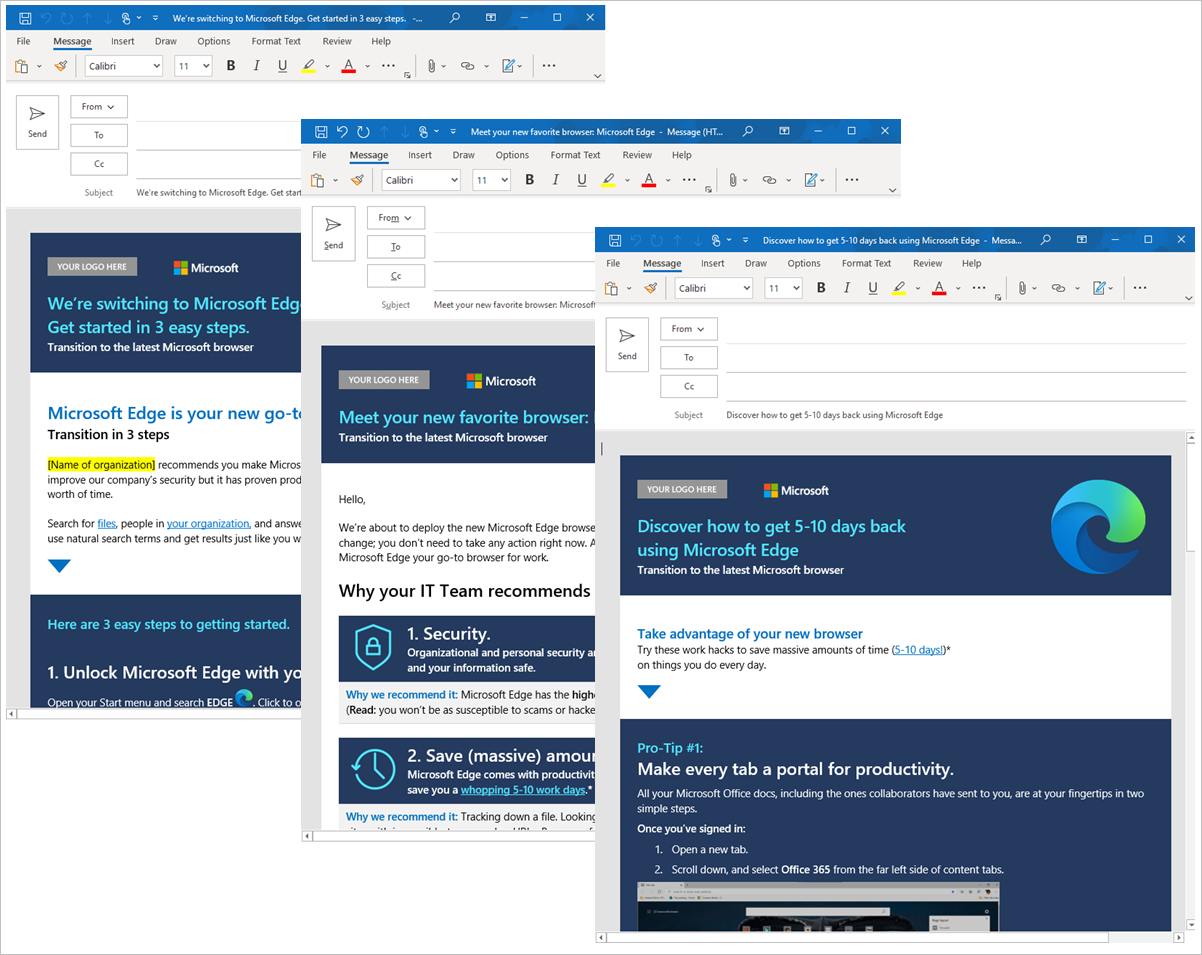 We're switching to Microsoft Edge. Get started in 3 easy steps. -...
File Message Insert Draw Options Format Text Review Help
Calibri 11 B I U A
Send
From
To
Cc
Subject We're switching to Microsoft Edge. Get start
YOUR LOGO HERE Microsoft
We're switching to Microsoft Edg
Get started in 3 easy steps.
Transition to the latest Microsoft browser
Microsoft Edge is your new go-to
Transition in 3 steps
[Name of organization] recommends you make Micros
improve our company's security but it has proven prod
worth of time.
Search for files, people in your organization, and answe
use natural search terms and get results just like you w
Here are 3 easy steps to getting started.
1. Unlock Microsoft Edge with yo
Open your Start menu and search EDGE . Click to o
Meet your new favorite browser: Microsoft Edge - Message (HT...
File Message Insert Draw Options Format Text Review Help
Calibri 11 B I U A
Send
From
To
Cc
Subject Meet your new favorite browser: Microsoft
YOUR LOGO HERE Microsoft
Meet your new favorite browser:
Transition to the latest Microsoft browser
Hello,
We're about to deploy the new Microsoft Edge browse
change; you don't need to take any action right now. A
Microsoft Edge your go-to browser for work.
Why your IT Team recommends
1. Security.
Organizational and personal security a
and your information safe.
Why we recommend it: Microsoft Edge has the highe
(Read: you won't be as susceptible to scams or hacke
2. Save (massive) amou
Microsoft Edge comes with productivit
save you a whopping 5-10 work days.*
Why we recommend it: Tracking down a file. Looking
Discover how to get 5-10 days back using Microsoft Edge - Messa...
File Message Insert Draw Options Format Text Review Help
Calibri 11 B I U A
Send
From
To
Cc
Subject Discover how to get 5-10 days back using Microsoft Edge
YOUR LOGO HERE Microsoft
Discover how to get 5-10 days back
using Microsoft Edge
Transition to the latest Microsoft browser
Take advantage of your new browser
Try these work hacks to save massive amounts of time (5-10 days!)*
on things you do every day.
Pro-Tip #1:
Make every tab a portal for productivity.
All your Microsoft Office docs, including the ones collaborators have sent to you, are at your fingertips in two
simple steps.
Once you've signed in:
1. Open a new tab.
2. Scroll down, and select Office 365 from the far left side of content tabs.